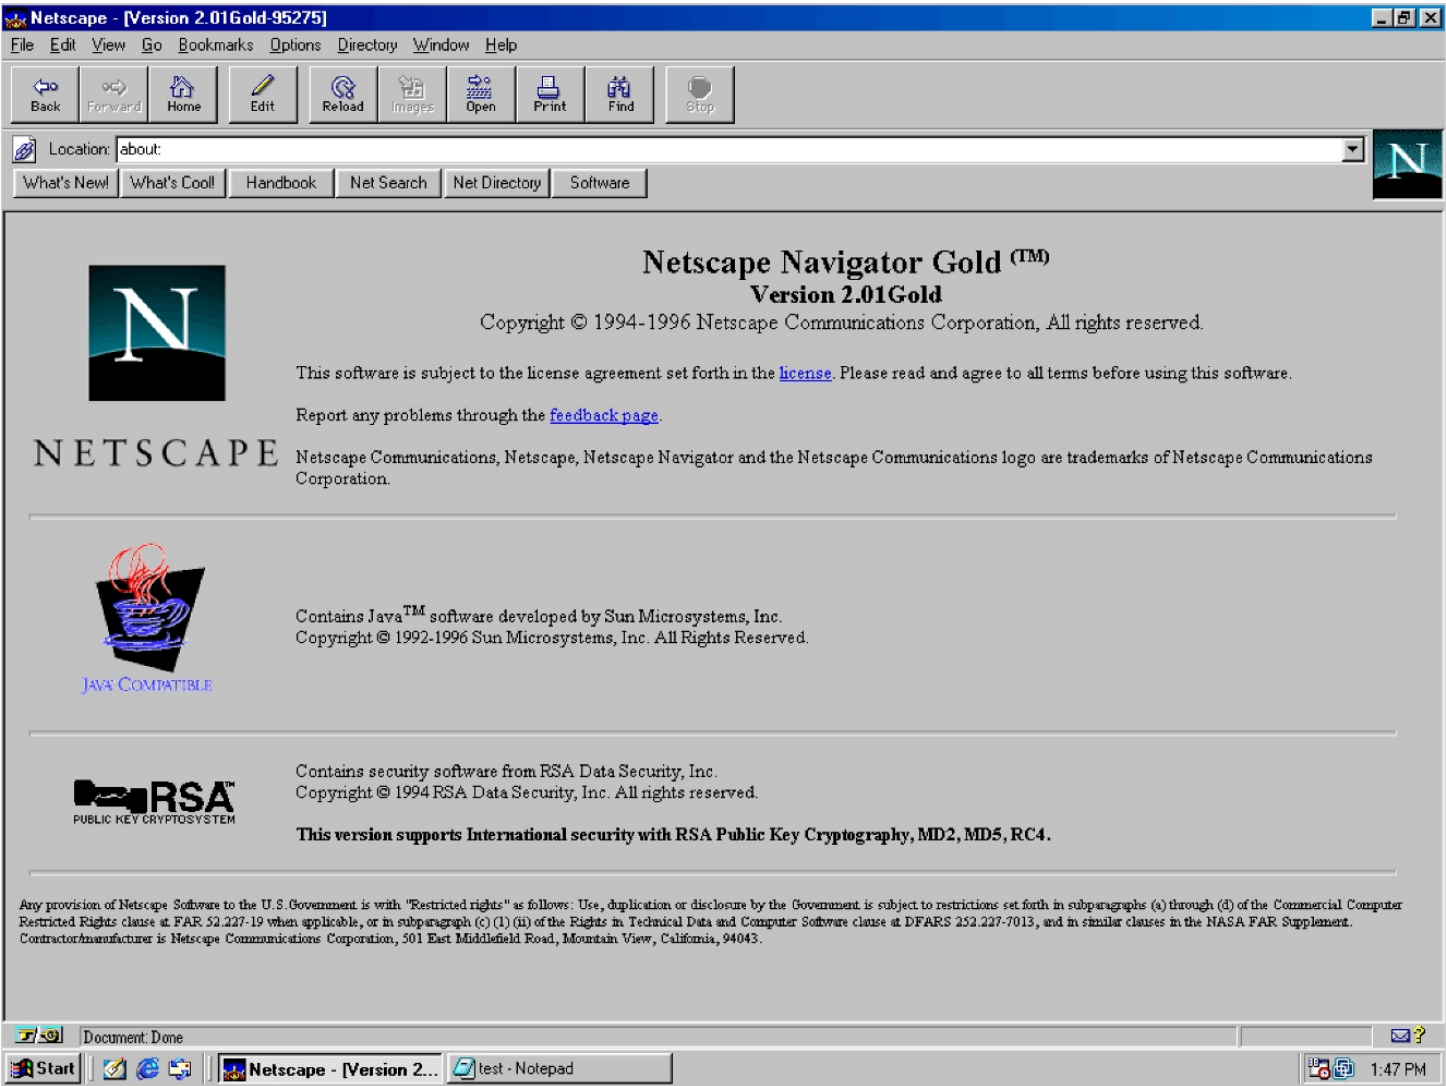 Netscape - [Version 2.01Gold-95275]
File Edit View Go Bookmarks Options Directory Window Help
Back Forward Home Edit Reload Images Open Print Find Stop
Location: about:
N
What's New! What's Cool! Handbook Net Search Net Directory Software
Netscape Navigator Gold (TM)
Version 2.01Gold
Copyright © 1994-1996 Netscape Communications Corporation, All rights reserved.
N
NETSCAPE
This software is subject to the license agreement set forth in the license. Please read and agree to all terms before using this software.
Report any problems through the feedback page.
Netscape Communications, Netscape, Netscape Navigator and the Netscape Communications logo are trademarks of Netscape Communications
Corporation.
JAVA COMPATIBLE
Contains Java™ software developed by Sun Microsystems, Inc.
Copyright © 1992-1996 Sun Microsystems, Inc. All Rights Reserved.
RSA™
PUBLIC KEY CRYPTOSYSTEM
Contains security software from RSA Data Security, Inc.
Copyright © 1994 RSA Data Security, Inc. All rights reserved.
This version supports International security with RSA Public Key Cryptography, MD2, MD5, RC4.
Any provision of Netscape Software to the U.S.Government is with "Restricted rights" as follows: Use, duplication or disclosure by the Government is subject to restrictions set forth in subparagraphs (a) through (d) of the Commercial Computer
Restricted Rights clause at FAR 52.227-19 when applicable, or in subparagraph (c) (1) (ii) of the Rights in Technical Data and Computer Software clause at DFARS 252.227-7013, and in similar clauses in the NASA FAR Supplement.
Contractor/manufacturer is Netscape Communications Corporation, 501 East Middlefield Road, Mountain View, California, 94043.
Document: Done
Start Netscape - [Version 2... test - Notepad 1:47 PM